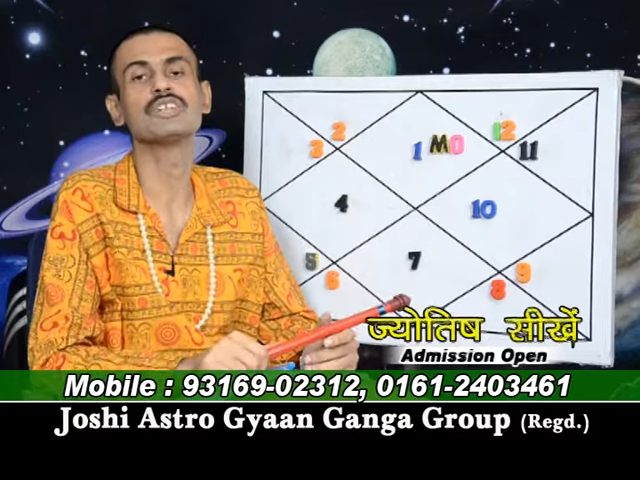 2 12
3 1 MO 11
4 10
5 7 9
6 8
ज्योतिष सीखें
Admission Open
Mobile : 93169-02312, 0161-2403461
Joshi Astro Gyaan Ganga Group (Regd.)